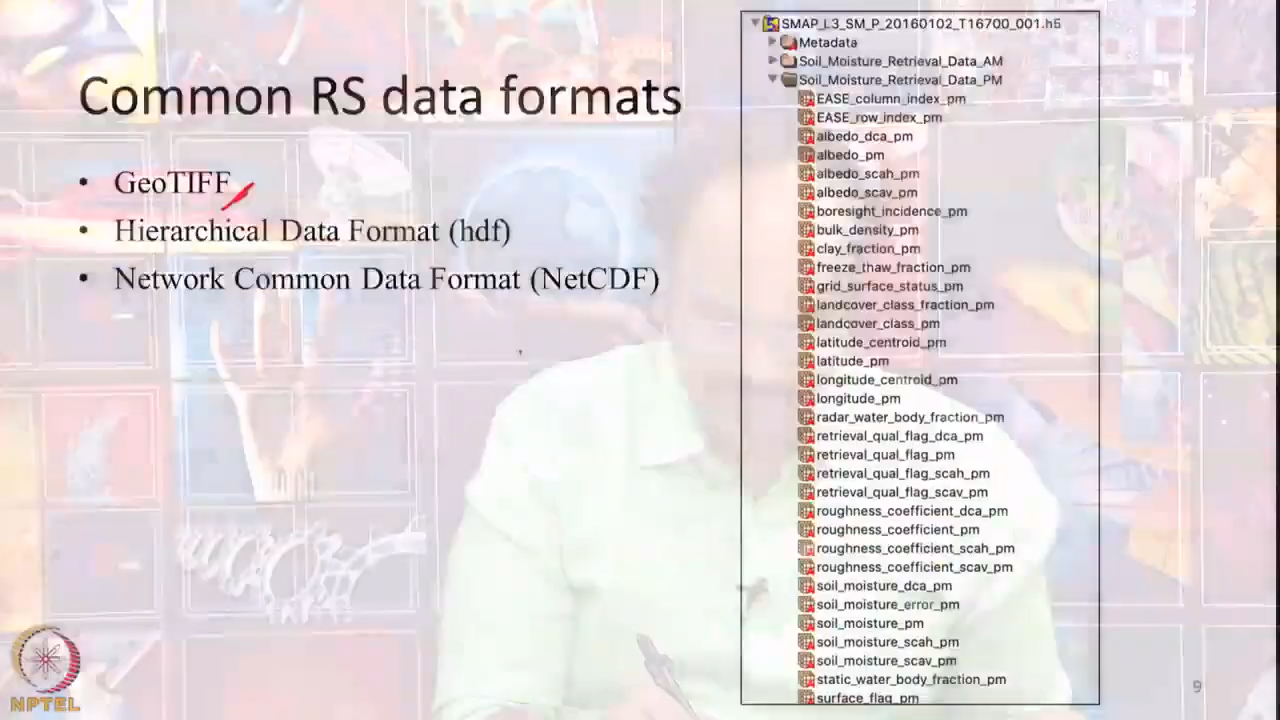 Common RS data formats
• GeoTIFF
• Hierarchical Data Format (hdf)
• Network Common Data Format (NetCDF)
SMAP_L3_SM_P_20160102_T16700_001.h5
Metadata
Soil_Moisture_Retrieval_Data_AM
Soil_Moisture_Retrieval_Data_PM
EASE_column_index_pm
EASE_row_index_pm
albedo_dca_pm
albedo_pm
albedo_scah_pm
albedo_scav_pm
boresight_incidence_pm
bulk_density_pm
clay_fraction_pm
freeze_thaw_fraction_pm
grid_surface_status_pm
landcover_class_fraction_pm
landcover_class_pm
latitude_centroid_pm
latitude_pm
longitude_centroid_pm
longitude_pm
radar_water_body_fraction_pm
retrieval_qual_flag_dca_pm
retrieval_qual_flag_pm
retrieval_qual_flag_scah_pm
retrieval_qual_flag_scav_pm
roughness_coefficient_dca_pm
roughness_coefficient_pm
roughness_coefficient_scah_pm
roughness_coefficient_scav_pm
soil_moisture_dca_pm
soil_moisture_error_pm
soil_moisture_pm
soil_moisture_scah_pm
soil_moisture_scav_pm
static_water_body_fraction_pm
surface_flag_pm
9
NPTEL